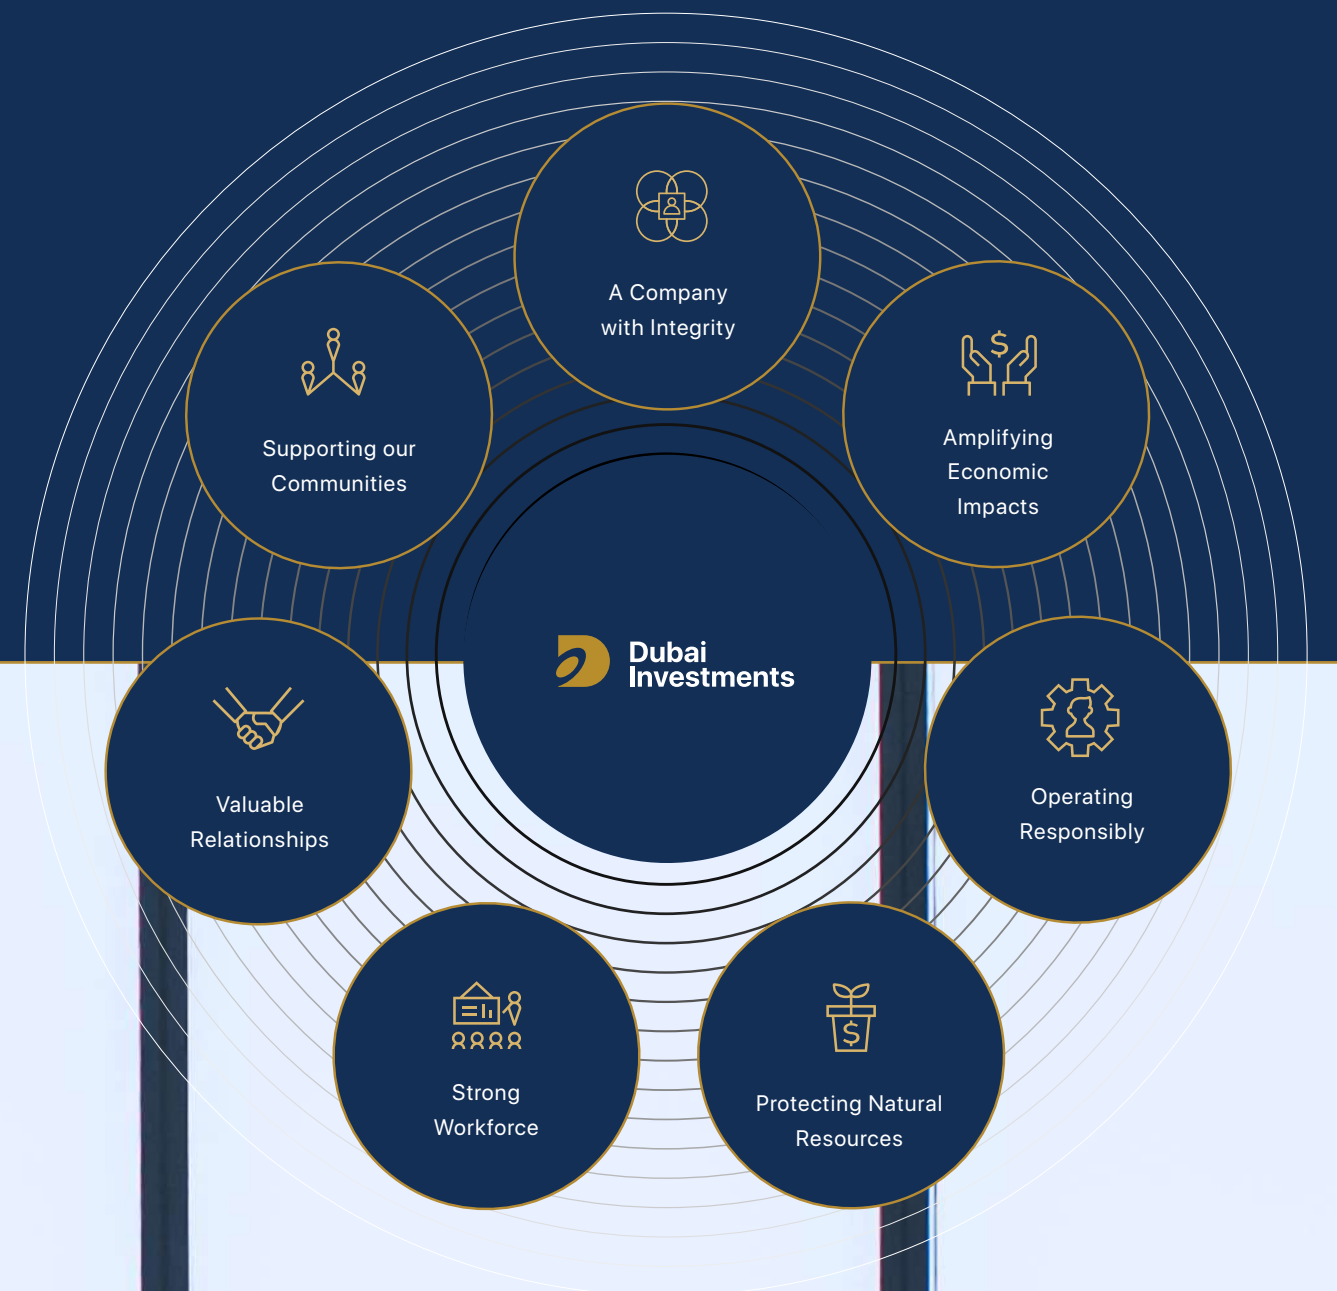 A Company
with Integrity
Amplifying
Economic
Impacts
Operating
Responsibly
Protecting Natural
Resources
Strong
Workforce
Valuable
Relationships
Supporting our
Communities
Dubai
Investments